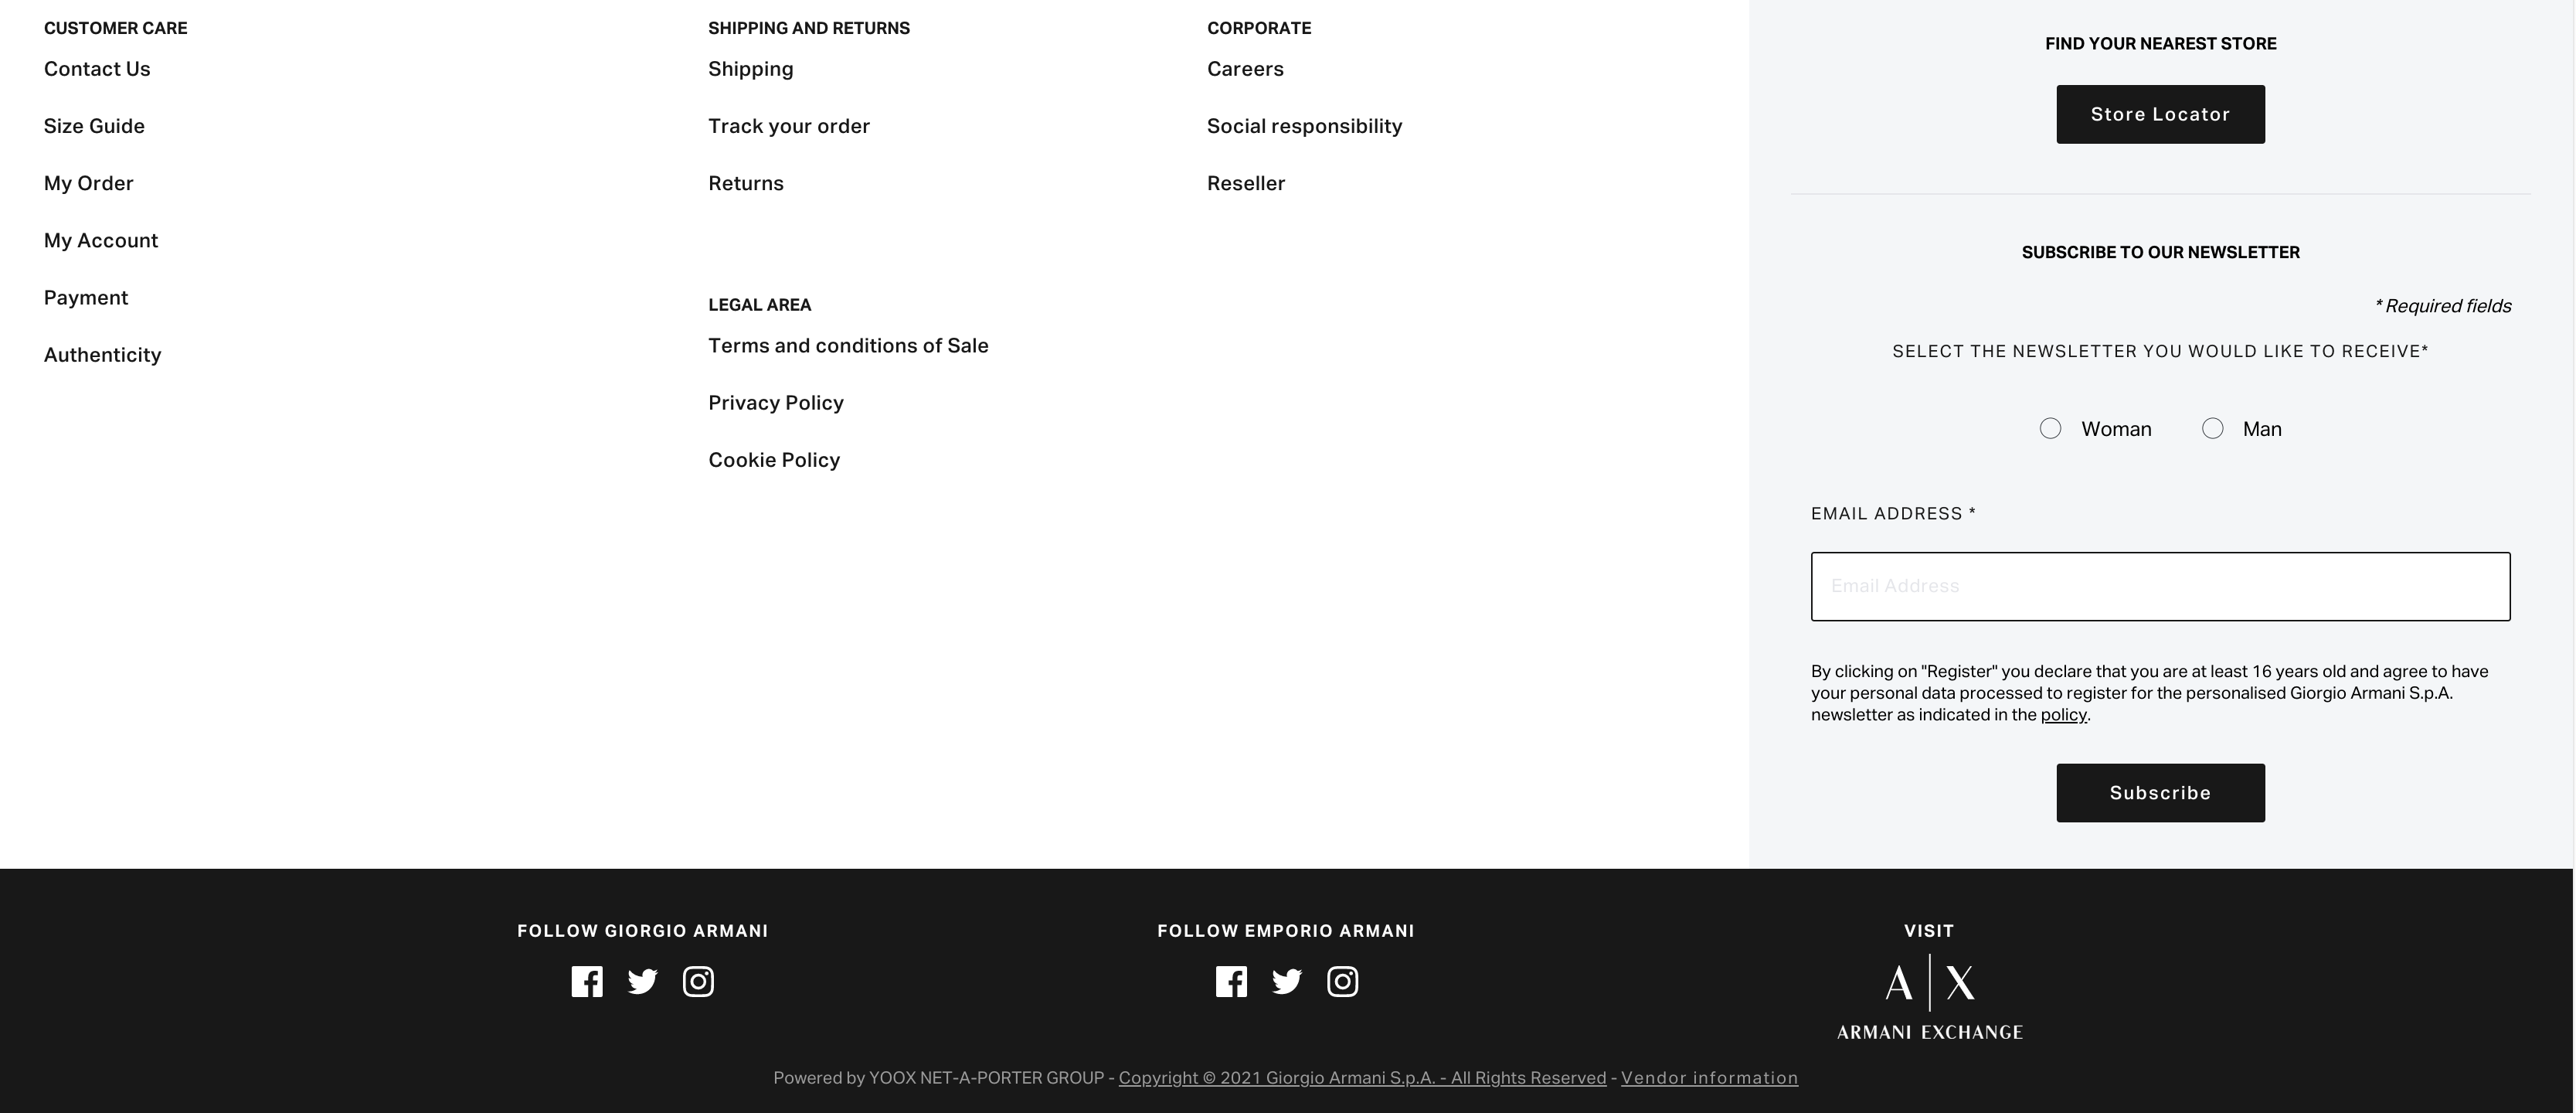 CUSTOMER CARE
Contact Us
Size Guide
My Order
My Account
Payment
Authenticity
SHIPPING AND RETURNS
Shipping
Track your order
Returns
LEGAL AREA
Terms and conditions of Sale
Privacy Policy
Cookie Policy
CORPORATE
Careers
Social responsibility
Reseller
FIND YOUR NEAREST STORE
Store Locator
SUBSCRIBE TO OUR NEWSLETTER
* Required fields
SELECT THE NEWSLETTER YOU WOULD LIKE TO RECEIVE*
Woman Man
EMAIL ADDRESS *
Email Address
By clicking on "Register" you declare that you are at least 16 years old and agree to have
your personal data processed to register for the personalised Giorgio Armani S.p.A.
newsletter as indicated in the policy.
Subscribe
FOLLOW GIORGIO ARMANI
FOLLOW EMPORIO ARMANI
VISIT
A|X
ARMANI EXCHANGE
Powered by YOOX NET-A-PORTER GROUP - Copyright © 2021 Giorgio Armani S.p.A. - All Rights Reserved - Vendor information